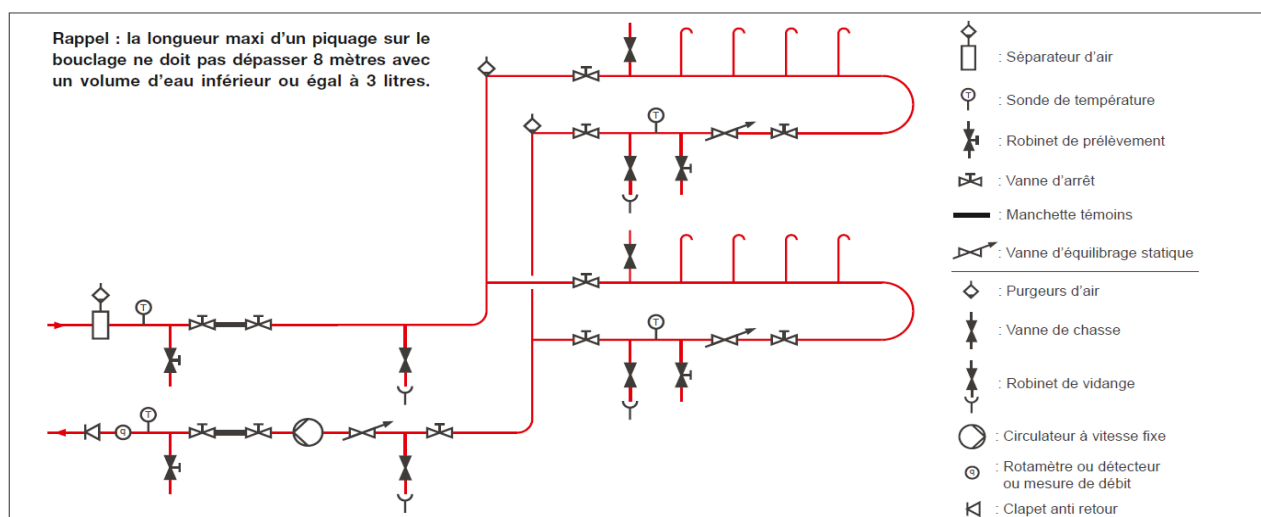 Rappel : la longueur maxi d'un piquage sur le
bouclage ne doit pas dépasser 8 mètres avec
un volume d'eau inférieur ou égal à 3 litres.
T
T
T
T
q
: Séparateur d'air
T
: Sonde de température
: Robinet de prélèvement
: Vanne d'arrêt
: Manchette témoins
: Vanne d'équilibrage statique
: Purgeurs d'air
: Vanne de chasse
: Robinet de vidange
: Circulateur à vitesse fixe
q
: Rotamètre ou détecteur
ou mesure de débit
: Clapet anti retour